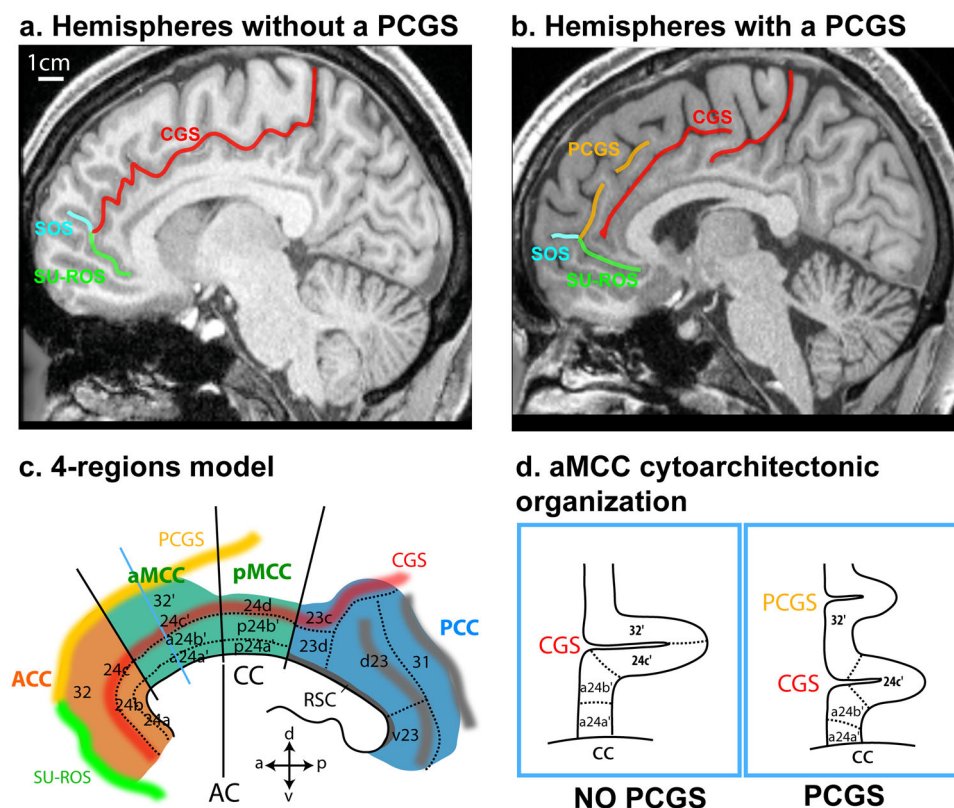 a. Hemispheres without a PCGS
1cm
CGS
SOS
SU-ROS
b. Hemispheres with a PCGS
CGS
PCGS
SOS
SU-ROS
c. 4-regions model
PCGS
aMCC
pMCC
CGS
32'
24c'
24d
23c
a24b'
p24b'
23d
PCC
a24a'
p24a'
d23
31
24c
CC
ACC
32
24b
RSC
24a
d
v23
a
p
SU-ROS
v
AC
d. aMCC cytoarchitectonic
organization
32'
CGS
24c'
a24b'
a24a'
CC
NO PCGS
PCGS
32'
CGS
24c'
a24b'
a24a'
CC
PCGS